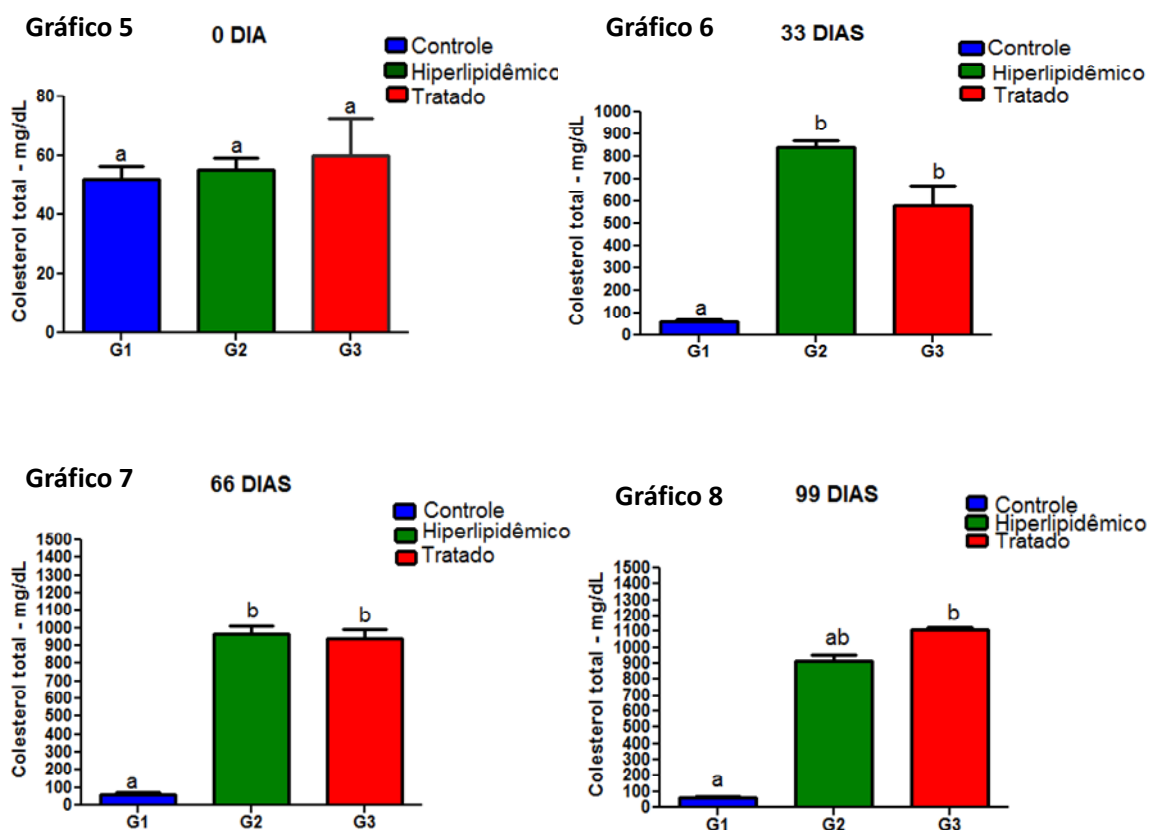 Gráfico 5
0 DIA
Controle
Hiperlipidêmico
Tratado
Colesterol total - mg/dL
80
60
40
20
0
a
a
a
G1
G2
G3
Gráfico 6
33 DIAS
Controle
Hiperlipidêmico
Tratado
Colesterol total - mg/dL
1000
900
800
700
600
500
400
300
200
100
0
a
b
b
G1
G2
G3
Gráfico 7
66 DIAS
Controle
Hiperlipidêmico
Tratado
Colesterol total - mg/dL
1500
1400
1300
1200
1100
1000
900
800
700
600
500
400
300
200
100
0
a
b
b
G1
G2
G3
Gráfico 8
99 DIAS
Controle
Hiperlipidêmico
Tratado
Colesterol total - mg/dL
1500
1400
1300
1200
1100
1000
900
800
700
600
500
400
300
200
100
0
a
ab
b
G1
G2
G3